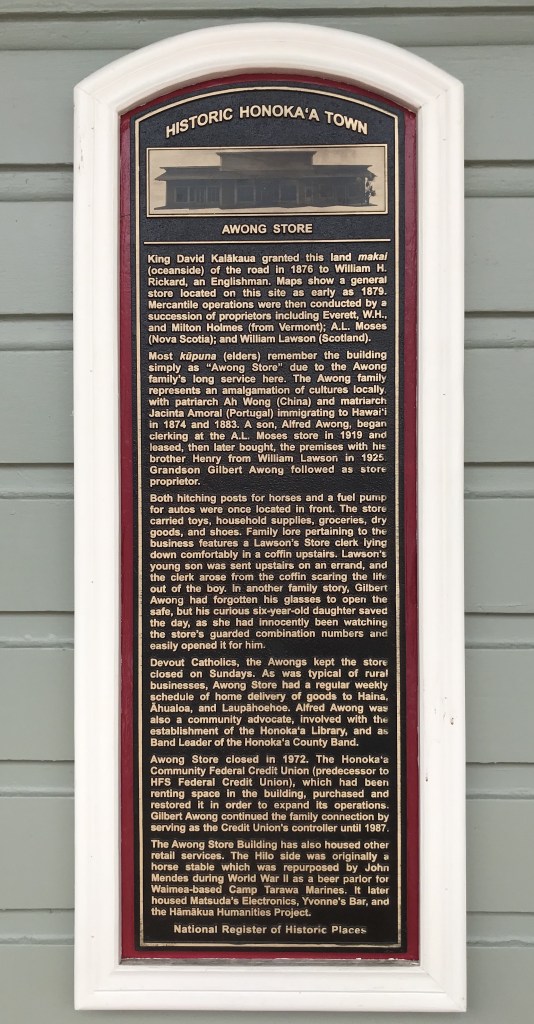 HISTORIC HONOKAʻA TOWN
AWONG STORE
King David Kalākaua granted this land makai
(oceanside) of the road in 1876 to William H.
Rickard, an Englishman. Maps show a general
store located on this site as early as 1879.
Mercantile operations were then conducted by a
succession of proprietors including Everett, W.H.,
and Milton Holmes (from Vermont); A.L. Moses
(Nova Scotia); and William Lawson (Scotland).
Most kūpuna (elders) remember the building
simply as "Awong Store" due to the Awong
family's long service here. The Awong family
represents an amalgamation of cultures locally,
with patriarch Ah Wong (China) and matriarch
Jacinta Amoral (Portugal) immigrating to Hawaiʻi
in 1874 and 1883. A son, Alfred Awong, began
clerking at the A.L. Moses store in 1919 and
leased, then later bought, the premises with his
brother Henry from William Lawson in 1925.
Grandson Gilbert Awong followed as store
proprietor.
Both hitching posts for horses and a fuel pump
for autos were once located in front. The store
carried toys, household supplies, groceries, dry
goods, and shoes. Family lore pertaining to the
business features a Lawson's Store clerk lying
down comfortably in a coffin upstairs. Lawson's
young son was sent upstairs on an errand, and
the clerk arose from the coffin scaring the life
out of the boy. In another family story, Gilbert
Awong had forgotten his glasses to open the
safe, but his curious six-year-old daughter saved
the day, as she had innocently been watching
the store's guarded combination numbers and
easily opened it for him.
Devout Catholics, the Awongs kept the store
closed on Sundays. As was typical of rural
businesses, Awong Store had a regular weekly
schedule of home delivery of goods to Haina,
Āhualoa, and Laupāhoehoe. Alfred Awong was
also a community advocate, involved with the
establishment of the Honokaʻa Library, and as
Band Leader of the Honokaʻa County Band.
Awong Store closed in 1972. The Honokaʻa
Community Federal Credit Union (predecessor to
HFS Federal Credit Union), which had been
renting space in the building, purchased and
restored it in order to expand its operations.
Gilbert Awong continued the family connection by
serving as the Credit Union's controller until 1987.
The Awong Store Building has also housed other
retail services. The Hilo side was originally a
horse stable which was repurposed by John
Mendes during World War II as a beer parlor for
Waimea-based Camp Tarawa Marines. It later
housed Matsuda's Electronics, Yvonne's Bar, and
the Hāmākua Humanities Project.
National Register of Historic Places